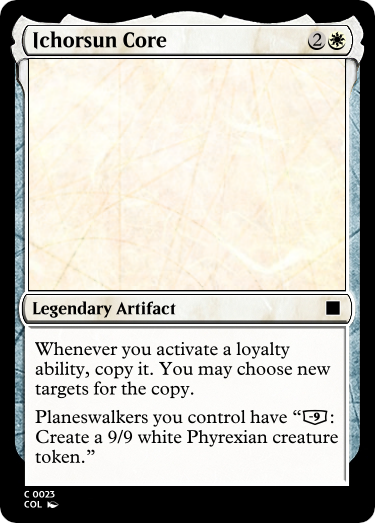 Ichorsun Core 2
Legendary Artifact
Whenever you activate a loyalty
ability, copy it. You may choose new
targets for the copy.
Planeswalkers you control have “-9:
Create a 9/9 white Phyrexian creature
token.”
C 0023
COL